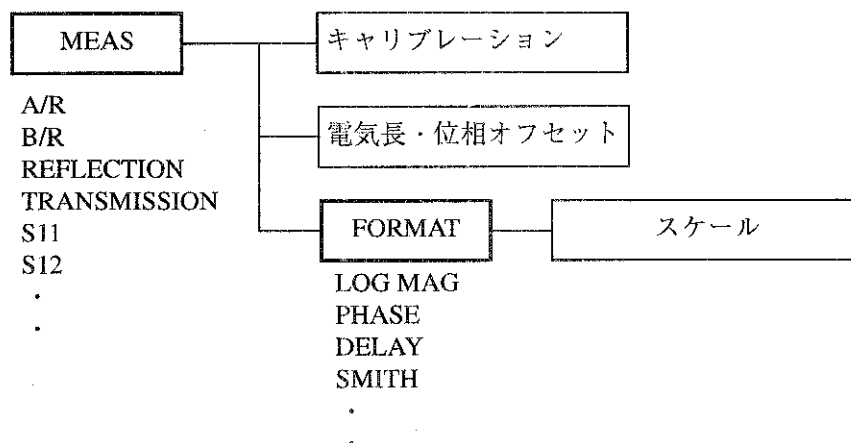 MEAS
キャリブレーション
A/R
B/R
REFLECTION
TRANSMISSION
S11
S12
・
・
電気長・位相オフセット
FORMAT
スケール
LOG MAG
PHASE
DELAY
SMITH
・
・